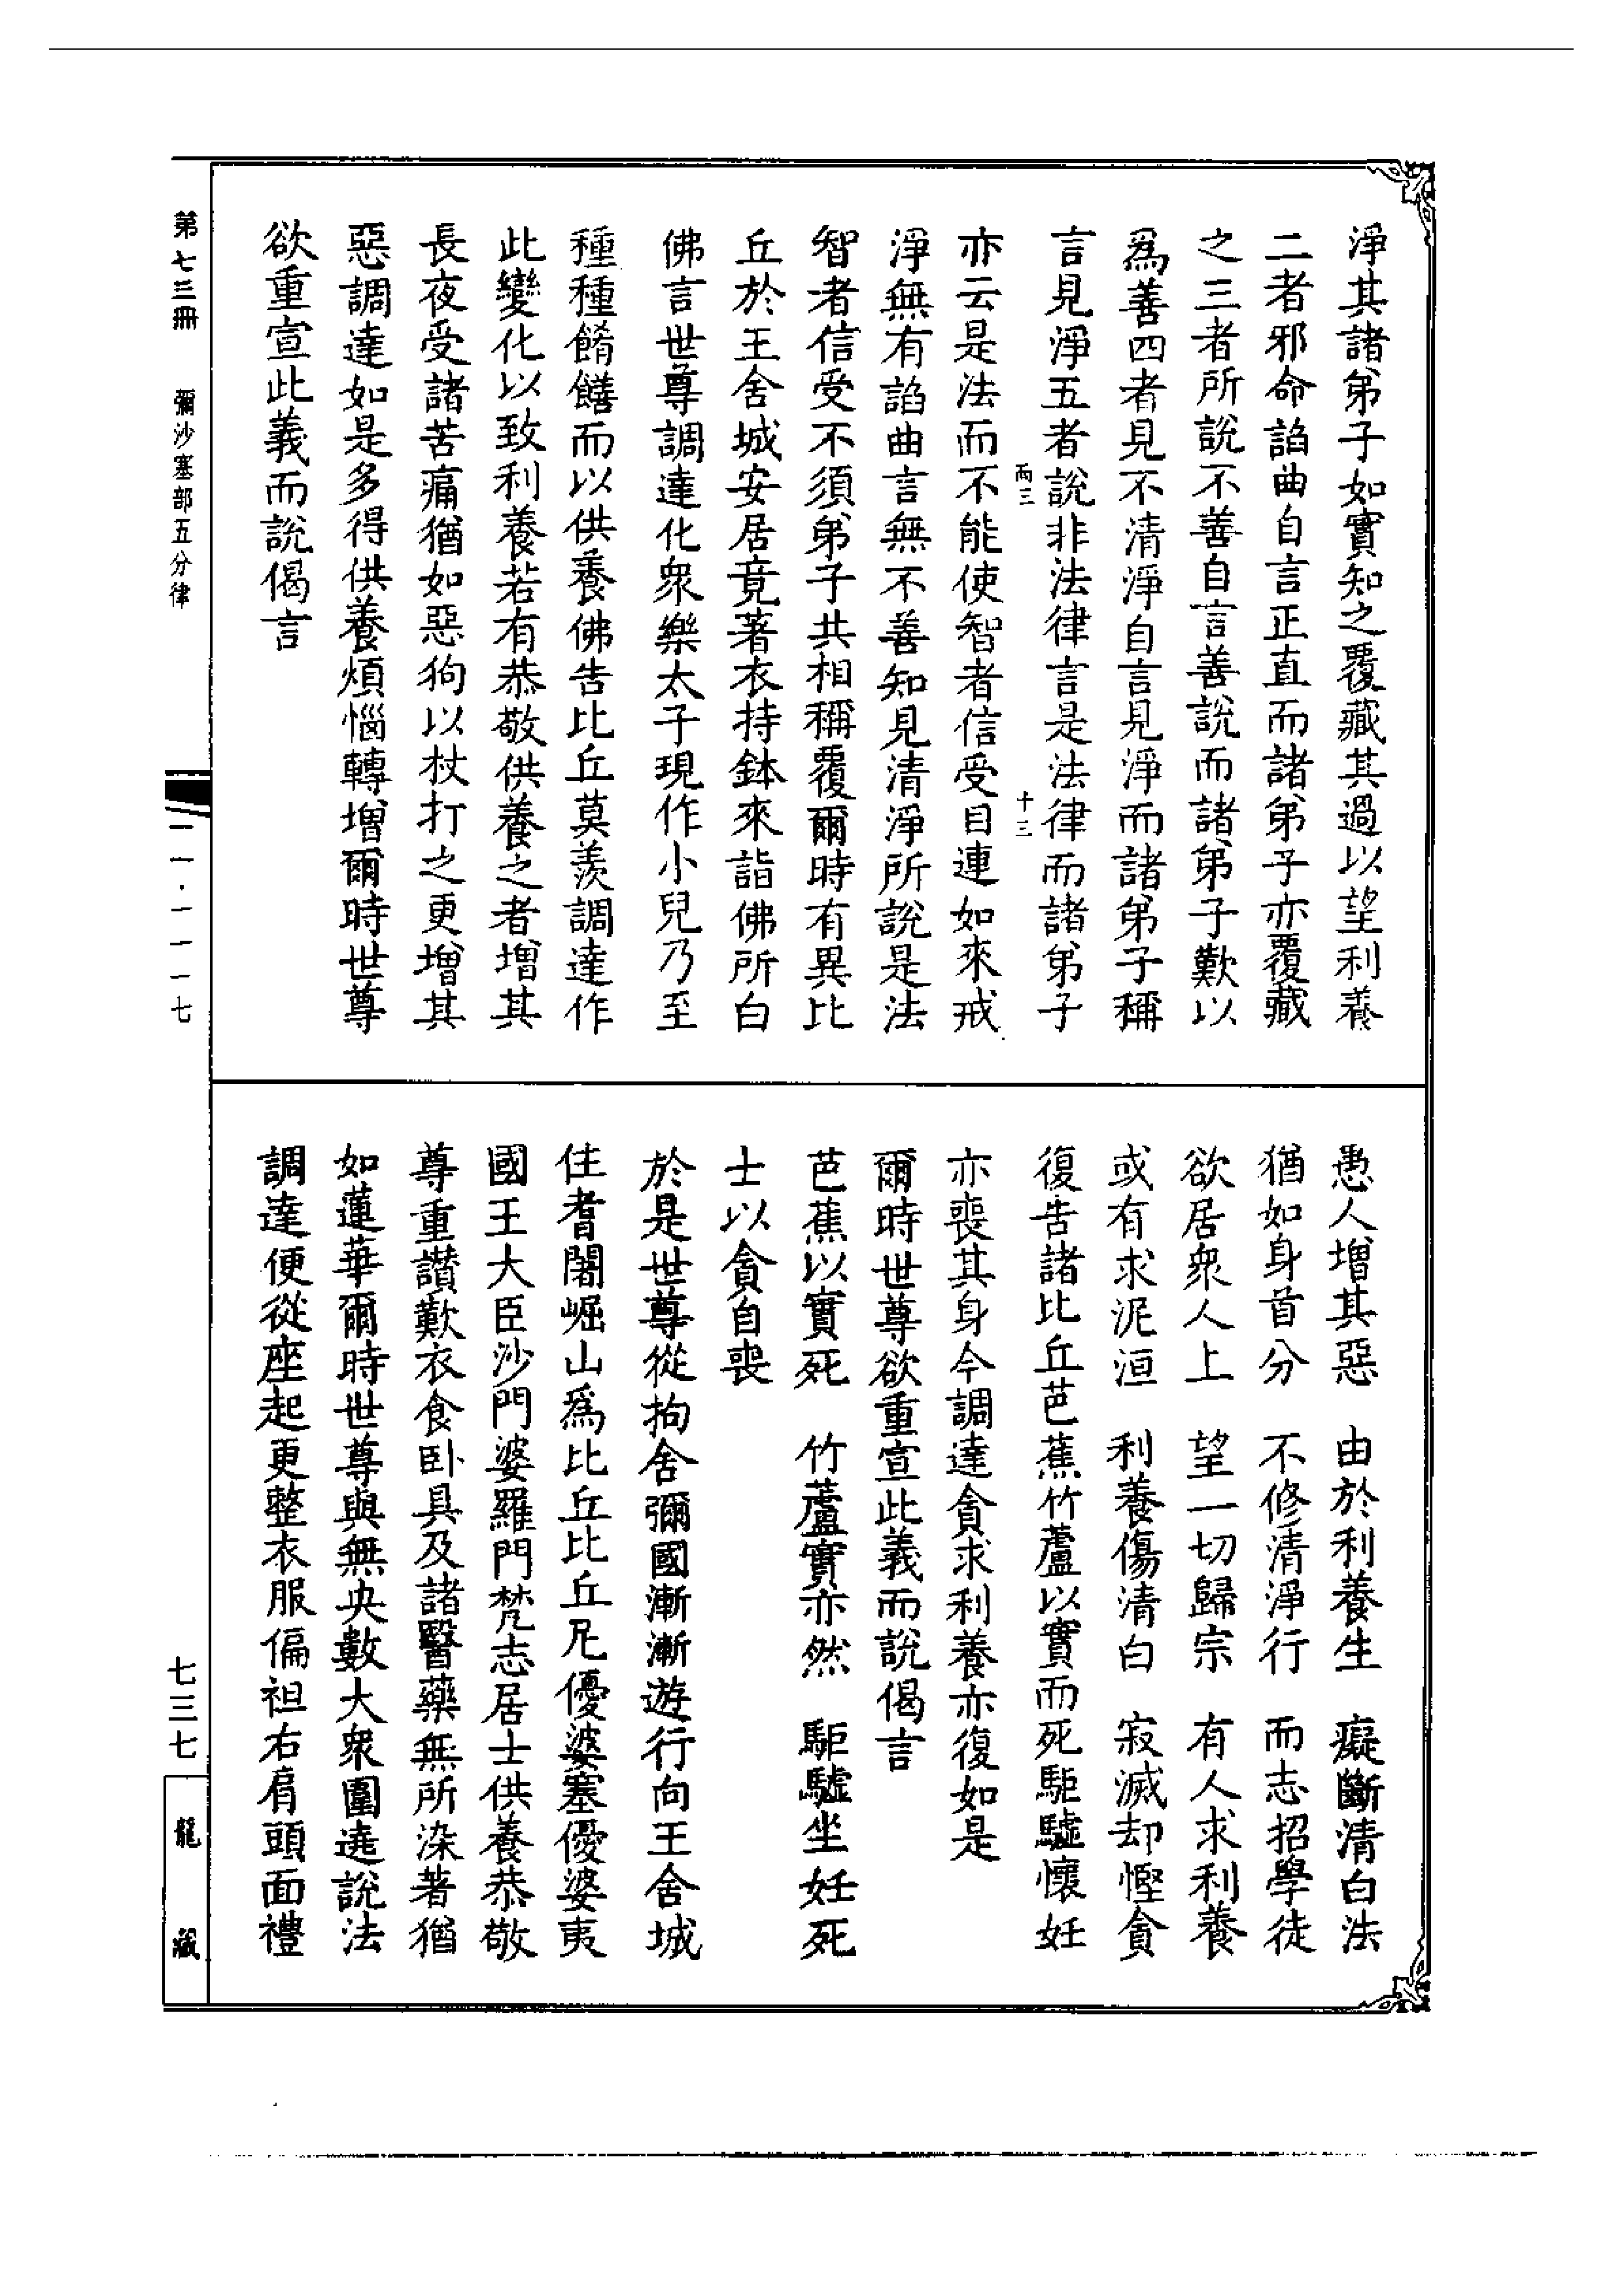 淨其諸弟子如實知之覆藏其過以望利養
二者邪命諂曲自言正直而諸弟子亦覆藏
之三者所說不善自言善說而諸弟子歎以
爲善四者見不清淨自言見淨而諸弟子稱
言見淨五者說非法律言是法律而諸弟子
兩三 十三
亦云是法而不能使智者信受目連如來戒
淨無有諂曲言無不善知見清淨所說是法
智者信受不須弟子共相稱覆爾時有異比
丘於王舍城安居竟著衣持鉢來詣佛所白
佛言世尊調達化衆樂太子現作小兒乃至
種種餚饍而以供養佛告比丘莫羨調達作
此變化以致利養若有恭敬供養之者增其
長夜受諸苦痛猶如惡狗以杖打之更增其
惡調達如是多得供養煩惱轉增爾時世尊
欲重宣此義而說偈言
愚人增其惡　由於利養生　癡斷清白法
猶如身首分　不修清淨行　而志招學徒
欲居衆人上　望一切歸宗　有人求利養
或有求泥洹　利養傷清白　寂滅却慳貪
復告諸比丘芭蕉竹蘆以實而死駏驉懷妊
亦喪其身今調達貪求利養亦復如是
爾時世尊欲重宣此義而說偈言
芭蕉以實死　竹蘆實亦然　駏驉坐妊死
士以貪自喪
於是世尊從拘舍彌國漸漸遊行向王舍城
住耆闍崛山爲比丘比丘尼優婆塞優婆夷
國王大臣沙門婆羅門梵志居士供養恭敬
尊重讚歎衣食卧具及諸醫藥無所染著猶
如蓮華爾時世尊與無央數大衆圍遶說法
調達便從座起更整衣服偏袒右肩頭面禮
第七三冊　彌沙塞部五分律
一一·一一一七
七三七
龍藏